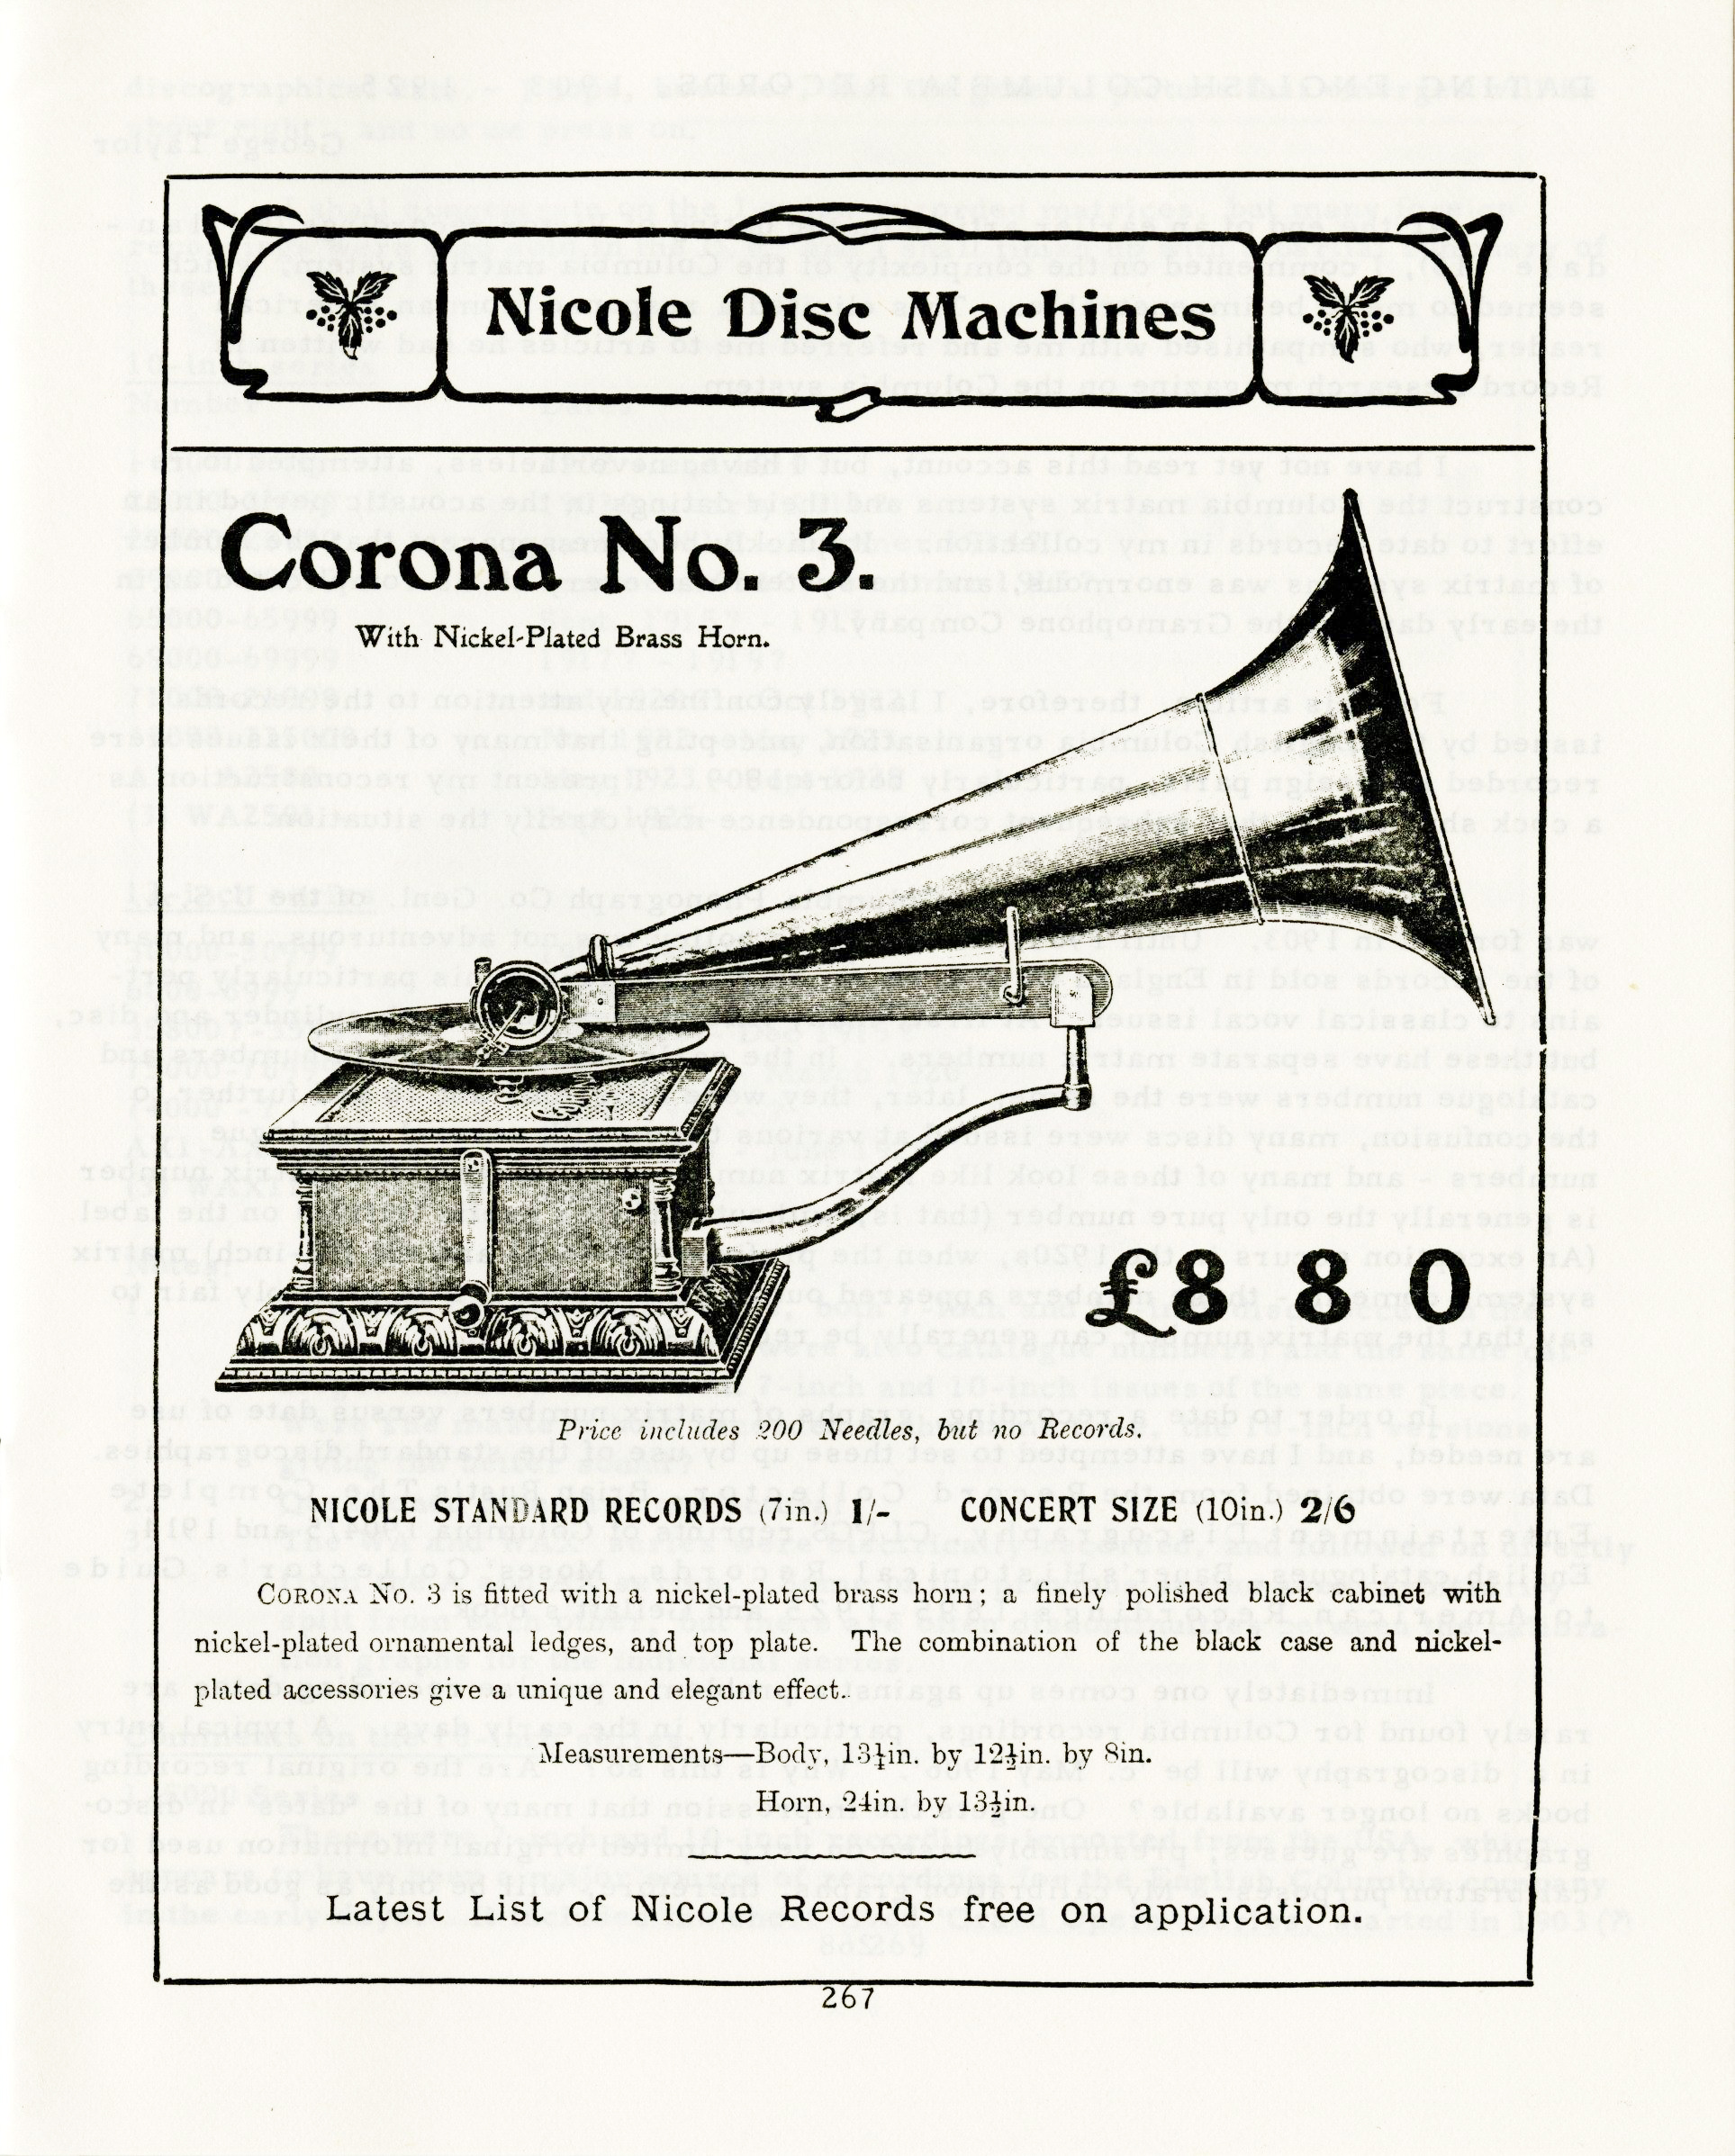 Nicole Disc Machines
Corona No. 3.
With Nickel-Plated Brass Horn.
£8 8 0
Price includes 200 Needles, but no Records.
NICOLE STANDARD RECORDS (7in.) 1/- CONCERT SIZE (10in.) 2/6
CORONA No. 3 is fitted with a nickel-plated brass horn; a finely polished black cabinet with
nickel-plated ornamental ledges, and top plate. The combination of the black case and nickel-
plated accessories give a unique and elegant effect.
Measurements—Body, in. by in. by 8in.
Horn, 24in. by 13½in.
Latest List of Nicole Records free on application.
267